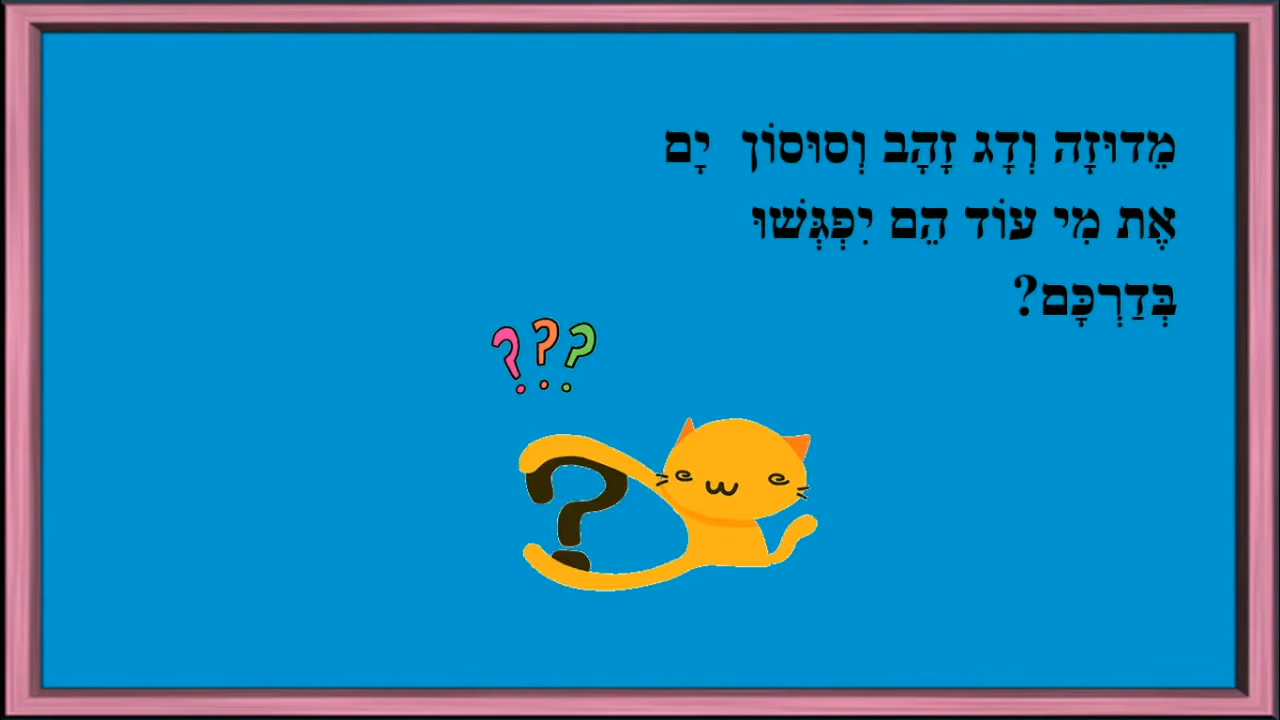 מֵדוּזָה וְדָג זָהָב וְסוּסוֹן יָם
אֶת מִי עוֹד הֵם יִפְגְּשׁוּ
בְּדַרְכָּם?
???
?